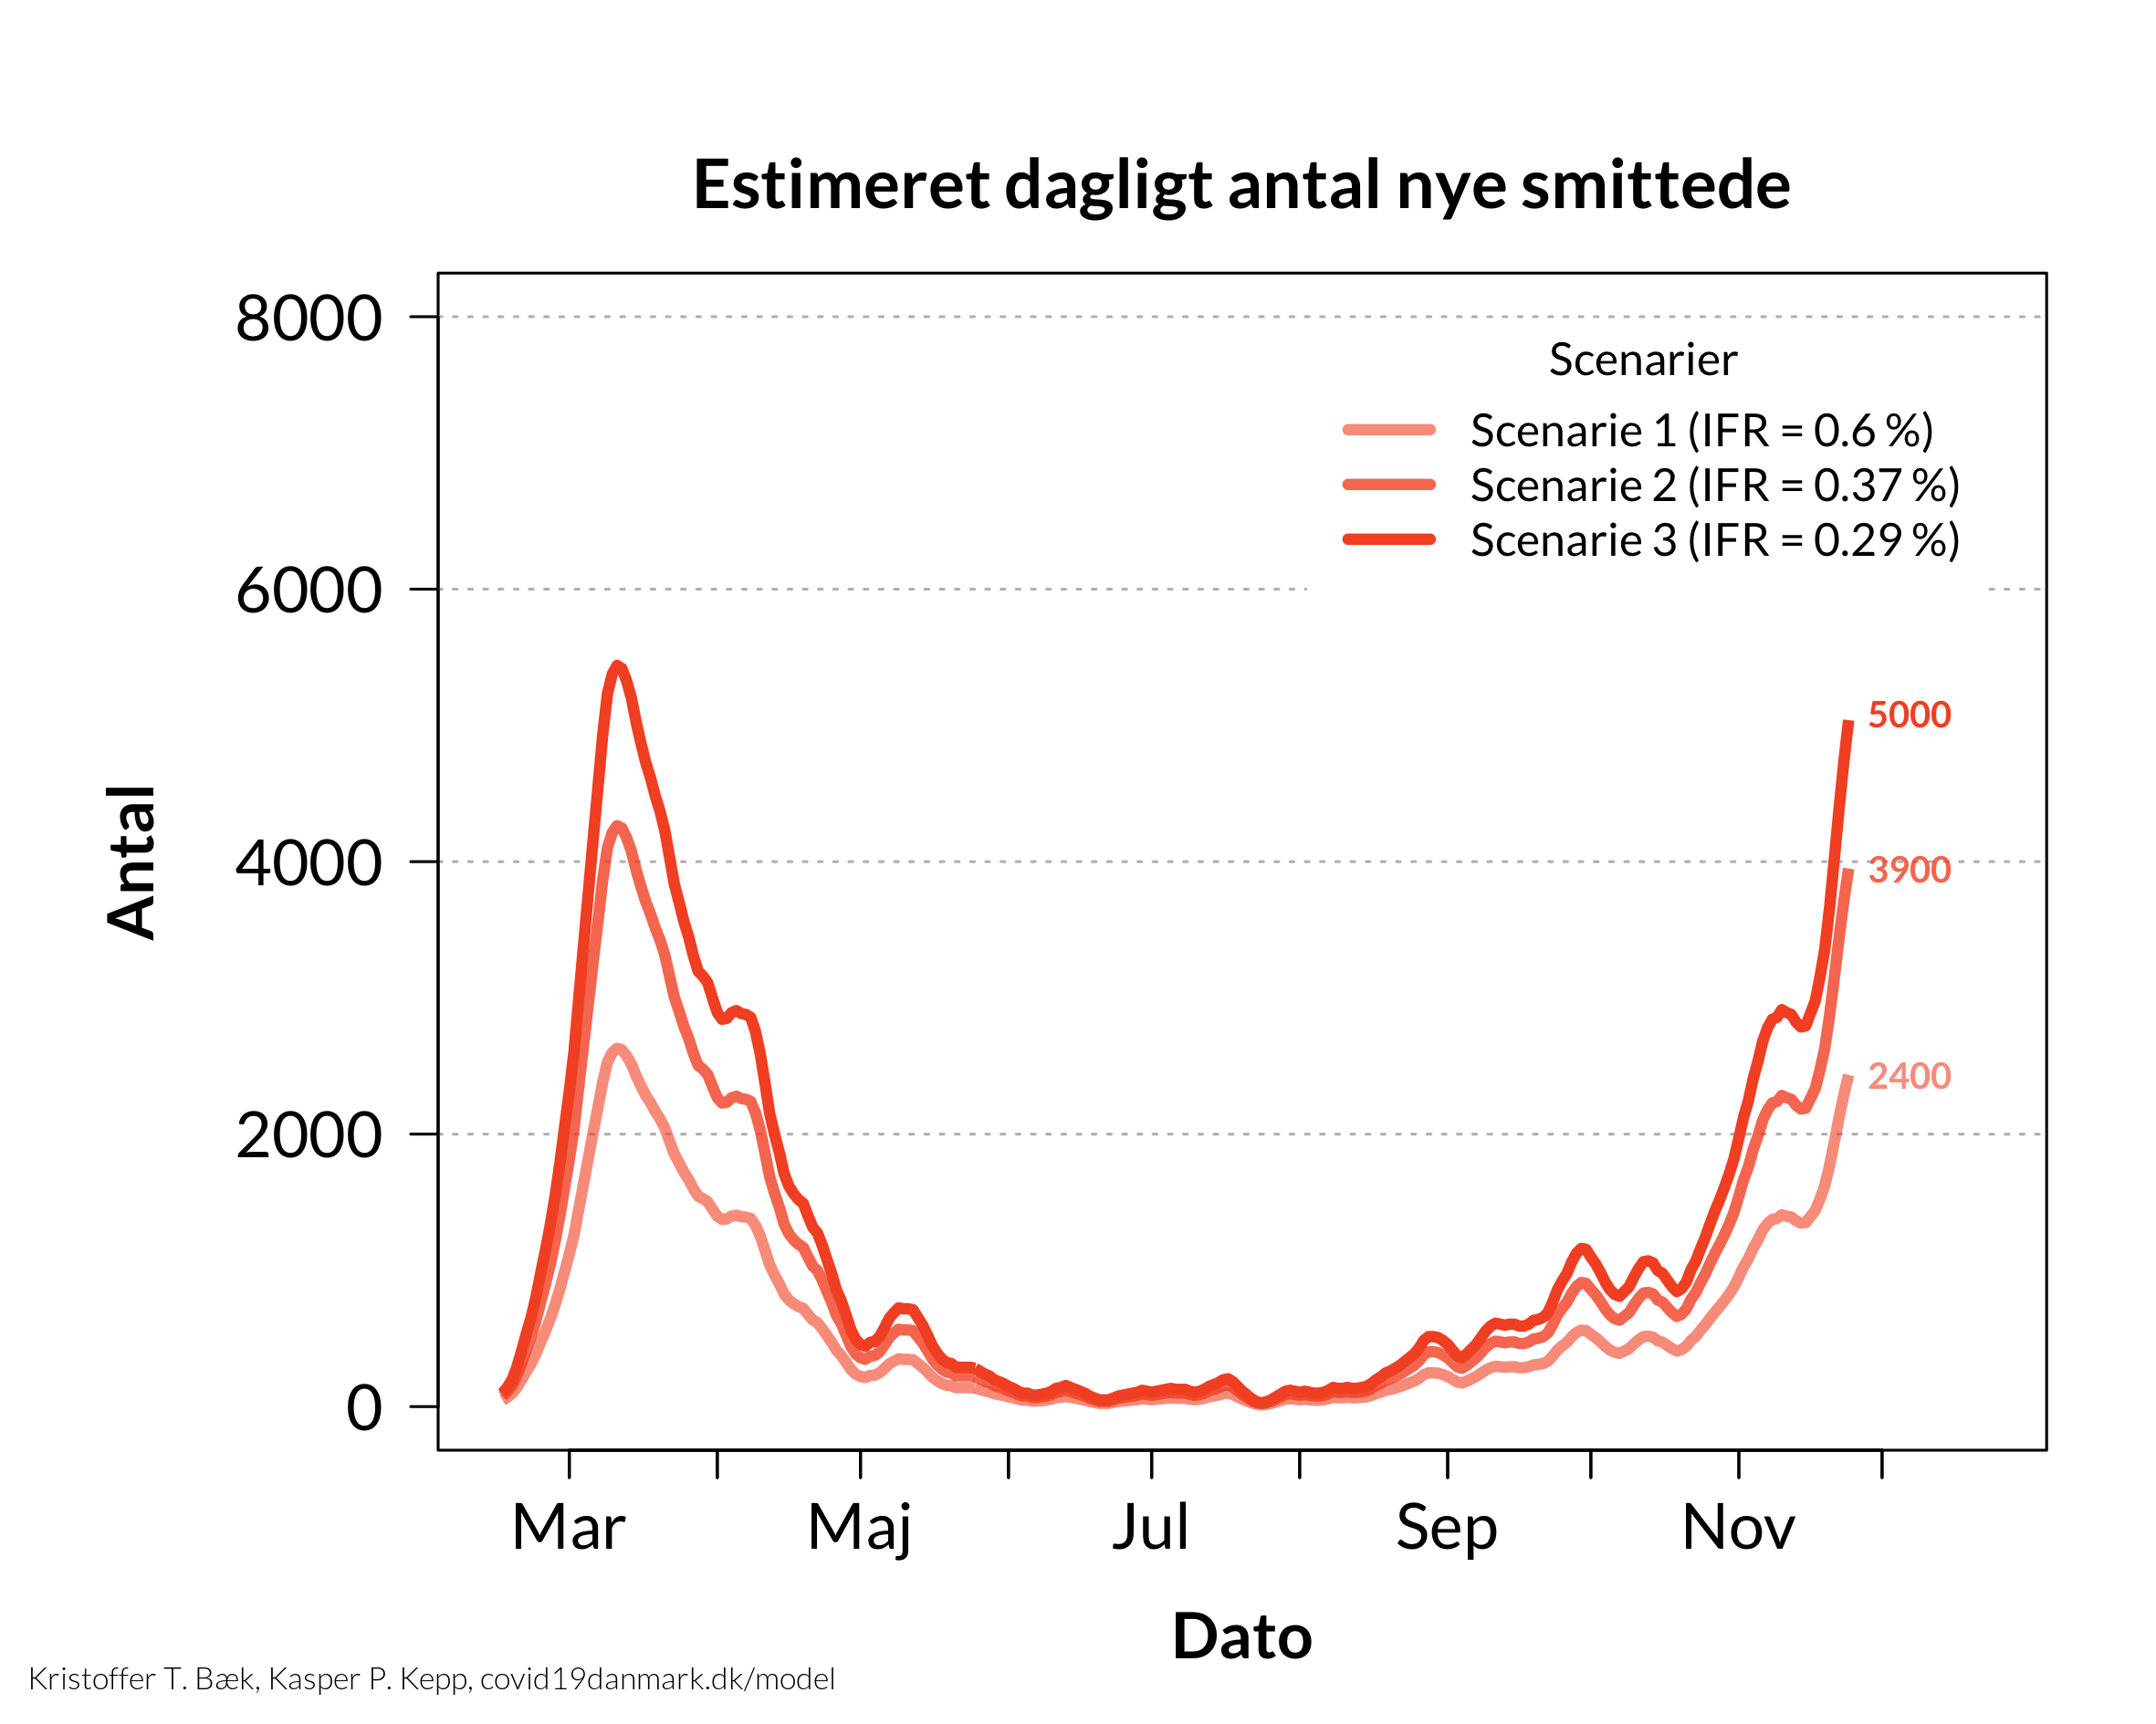 Estimeret dagligt antal nye smittede
8000
6000
4000
2000
0
Antal
Scenarier
Scenarie 1 (IFR = 0.6 %)
Scenarie 2 (IFR = 0.37 %)
Scenarie 3 (IFR = 0.29 %)
5000
3900
2400
Mar
Maj
Jul
Sep
Nov
Dato
Kristoffer T. Bæk, Kasper P. Kepp, covid19danmark.dk/model